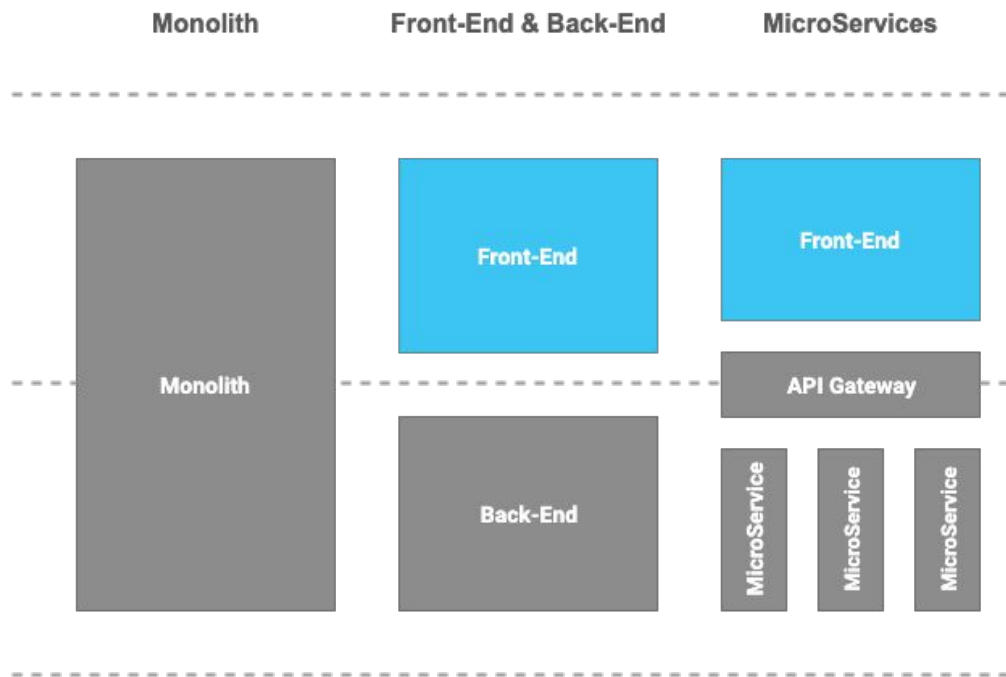 Monolith
Front-End & Back-End
MicroServices
Monolith
Front-End
Back-End
Front-End
API Gateway
MicroService
MicroService
MicroService